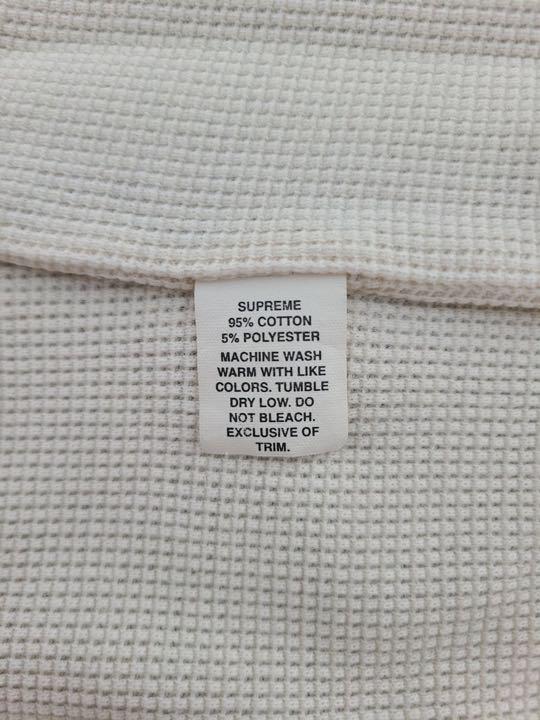 SUPREME
95% COTTON
5% POLYESTER
MACHINE WASH
WARM WITH LIKE
COLORS. TUMBLE
DRY LOW. DO
NOT BLEACH.
EXCLUSIVE OF
TRIM.